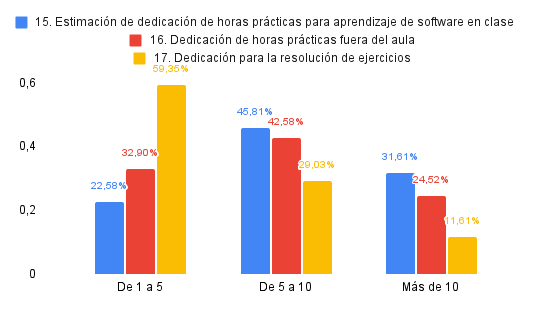 15. Estimación de dedicación de horas prácticas para aprendizaje de software en clase
16. Dedicación de horas prácticas fuera del aula
17. Dedicación para la resolución de ejercicios
0,6
0,4
0,2
0
22,58%
32,90%
59,35%
45,81%
42,58%
29,03%
31,61%
24,52%
11,61%
De 1 a 5
De 5 a 10
Más de 10